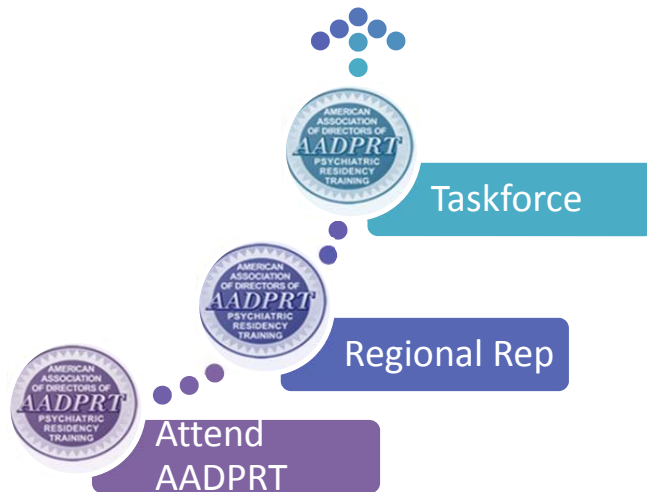 AMERICAN
ASSOCIATION
OF DIRECTORS OF
AADPRT
PSYCHIATRIC
RESIDENCY
TRAINING
Taskforce
AMERICAN
ASSOCIATION
OF DIRECTORS OF
AADPRT
PSYCHIATRIC
RESIDENCY
TRAINING
Regional Rep
AMERICAN
ASSOCIATION
OF DIRECTORS OF
AADPRT
PSYCHIATRIC
RESIDENCY
TRAINING
Attend
AADPRT